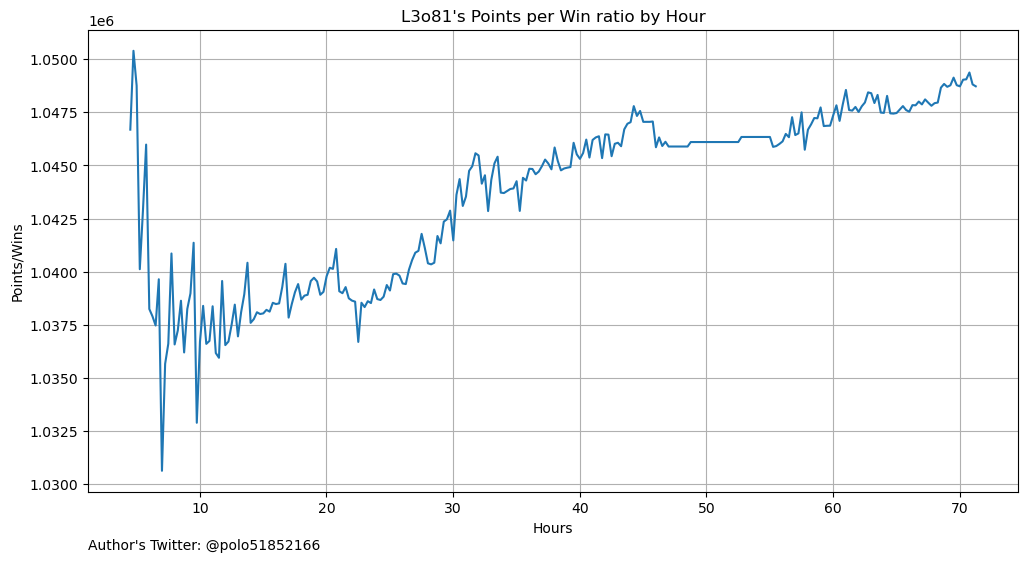 L3o81's Points per Win ratio by Hour
1e6
1.0500
1.0475
1.0450
1.0425
1.0400
1.0375
1.0350
1.0325
1.0300
Points/Wins
10 20 30 40 50 60 70
Hours
Author's Twitter: @polo51852166